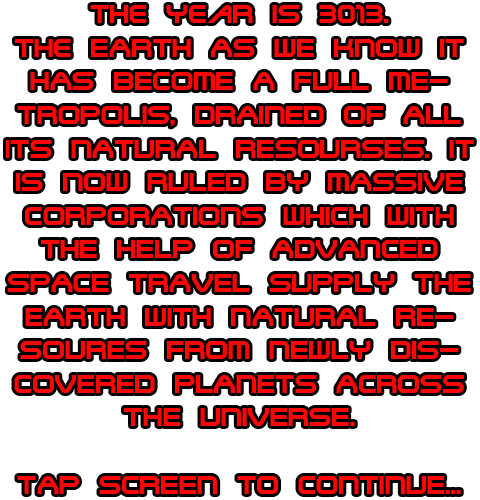 THE YEAR IS 3013.
THE EARTH AS WE KNOW IT
HAS BECOME A FULL ME-
TROPOLIS, DRAINED OF ALL
ITS NATURAL RESOURSES. IT
IS NOW RULED BY MASSIVE
CORPORATIONS WHICH WITH
THE HELP OF ADVANCED
SPACE TRAVEL SUPPLY THE
EARTH WITH NATURAL RE-
SOURES FROM NEWLY DIS-
COVERED PLANETS ACROSS
THE UNIVERSE.
TAP SCREEN TO CONTINUE...